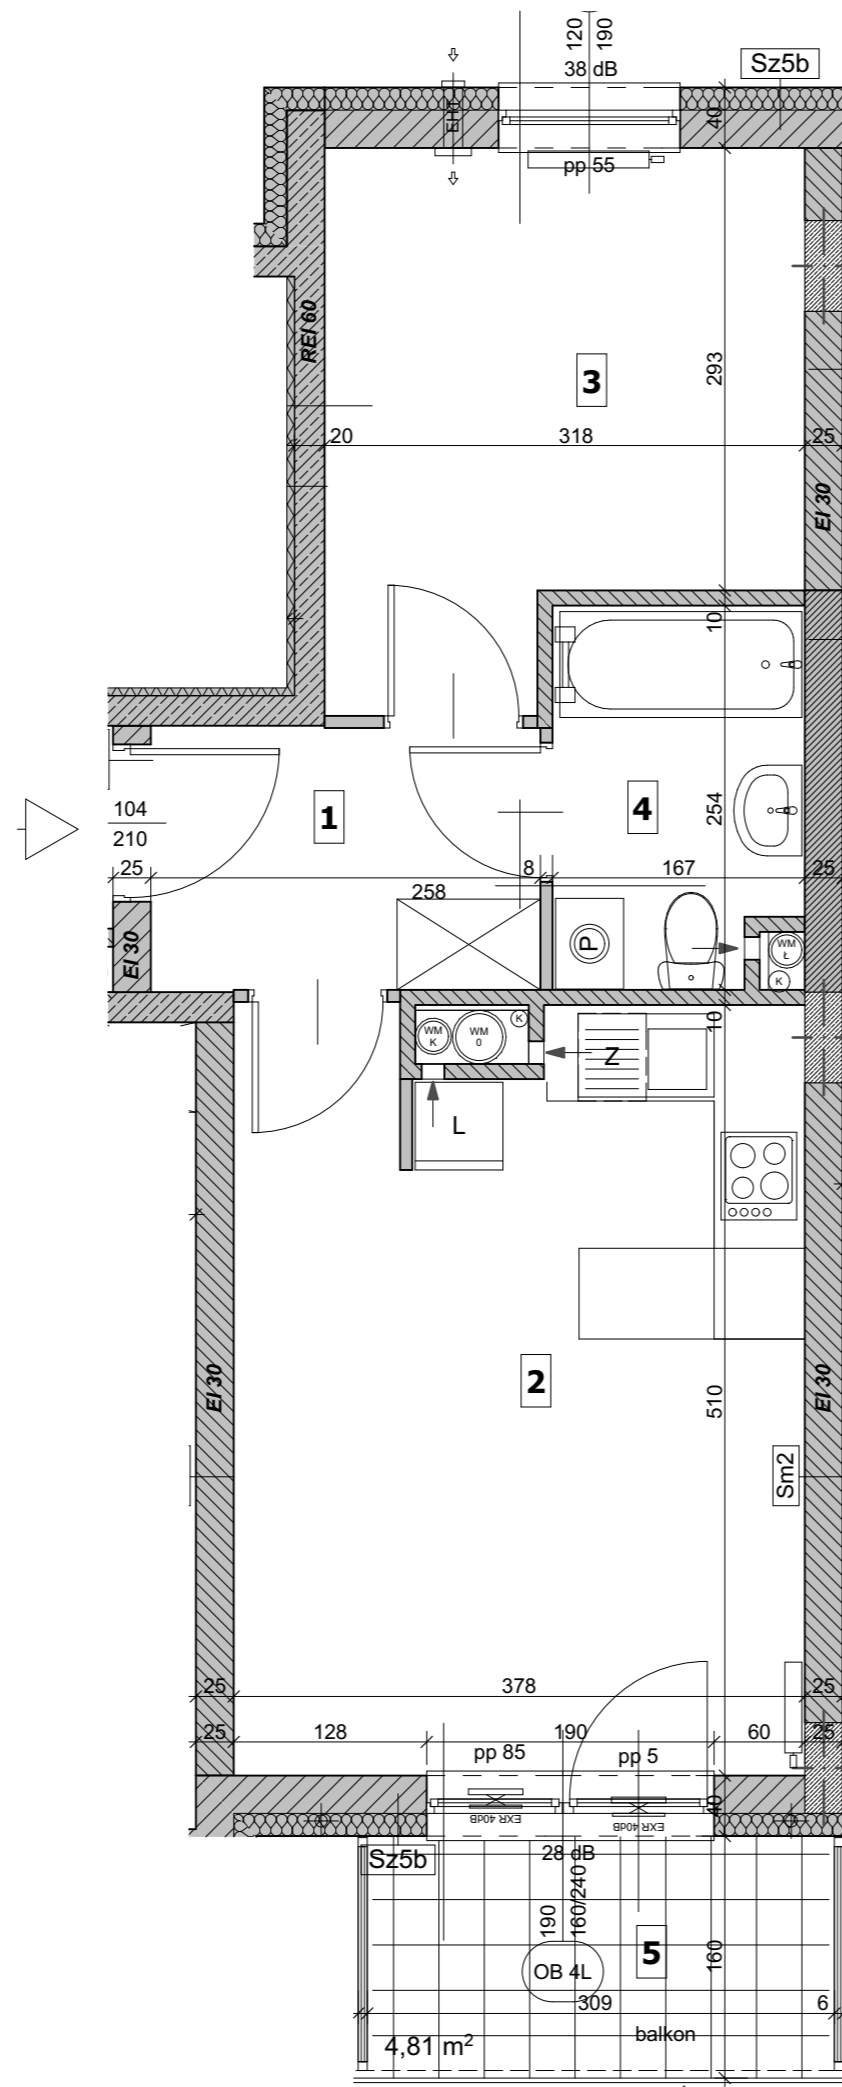 120
190
38 dB
Sz5b
EHT
40
pp 55
REI 60
3
293
20
318
25
EI 30
10
104
210
1
4
254
25
8
167
25
258
P
EI 30
WM
Ł
K
10
WM
K
WM
0
K
Z
L
2
EI 30
510
EI 30
Sm2
25
378
25
25
128
190
60
25
pp 85
pp 5
40
EXR 40dB
EXR 40dB
Sz5b
28 dB
190
160/240
5
160
OB 4L
309
6
balkon
4,81 m²